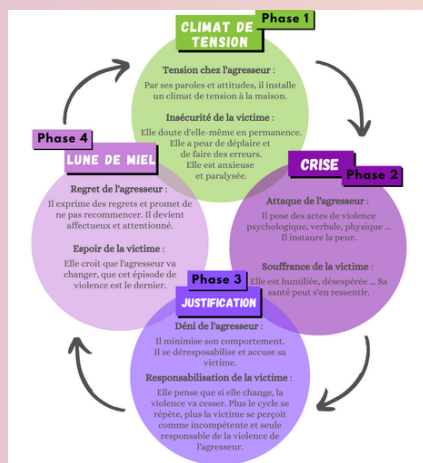 Phase 1
CLIMAT DE
TENSION
Tension chez l'agresseur :
Par ses paroles et attitudes, il installe
un climat de tension à la maison.
Insécurité de la victime :
Elle doute d'elle-même en permanence.
Elle a peur de déplaire et
de faire des erreurs.
Elle est anxieuse
et paralysée.
CRISE
Phase 2
Attaque de l'agresseur :
Il pose des actes de violence
psychologique, verbale, physique ...
Il instaure la peur.
Souffrance de la victime :
Elle est humiliée, désespérée ... Sa
santé peut s'en ressentir.
Phase 3
JUSTIFICATION
Déni de l'agresseur :
Il minimise son comportement.
Il se déresposabilise et accuse sa
victime.
Responsabilisation de la victime :
Elle pense que si elle change, la
violence va cesser. Plus le cycle se
répète, plus la victime se perçoit
comme incompétente et seule
responsable de la violence de
l'agresseur.
Phase 4
LUNE DE MIEL
Regret de l'agresseur :
Il exprime des regrets et promet de
ne pas recommencer. Il devient
affectueux et attentionné.
Espoir de la victime :
Elle croit que l'agresseur va
changer, que cet épisode de
violence est le dernier.